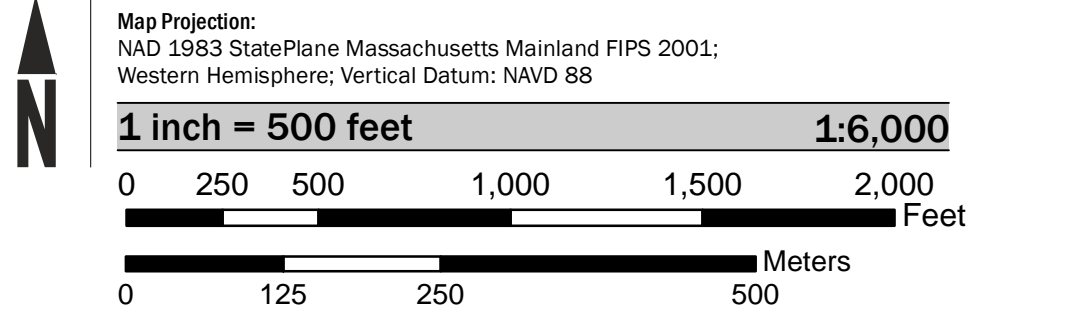 Map Projection:
NAD 1983 StatePlane Massachusetts Mainland FIPS 2001;
Western Hemisphere; Vertical Datum: NAVD 88
N
1 inch = 500 feet 1:6,000
0 250 500 1,000 1,500 2,000
Feet
Meters
0 125 250 500